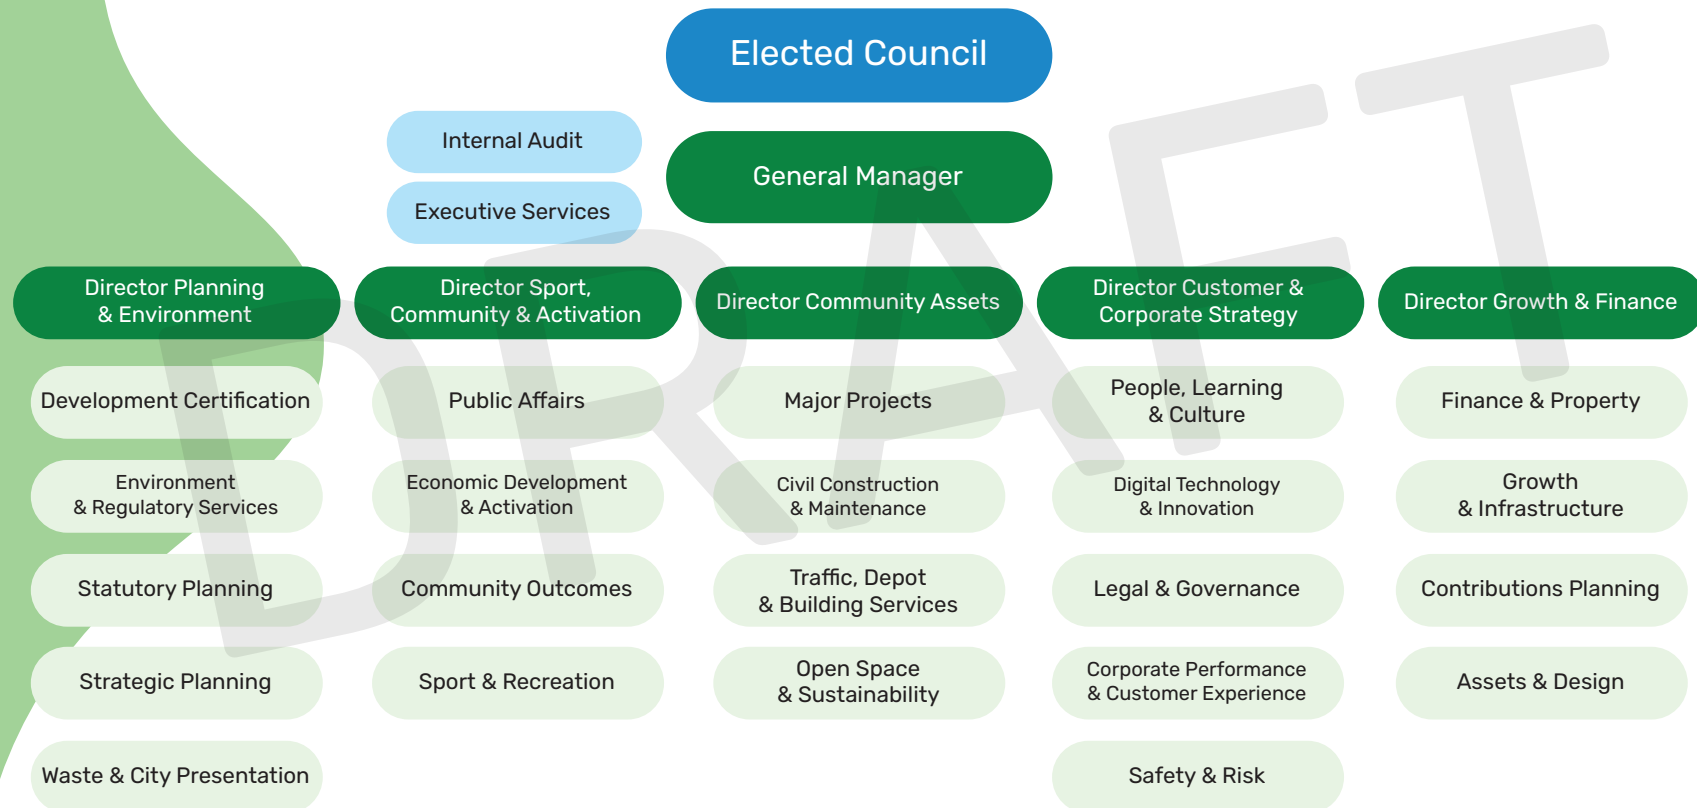 Elected Council
Internal Audit
General Manager
Executive Services
Director Planning
& Environment
Director Sport,
Community & Activation
Director Community Assets
Director Customer &
Corporate Strategy
Director Growth & Finance
Development Certification
Public Affairs
Major Projects
People, Learning
& Culture
Finance & Property
Environment
& Regulatory Services
Economic Development
& Activation
Civil Construction
& Maintenance
Digital Technology
& Innovation
Growth
& Infrastructure
Statutory Planning
Community Outcomes
Traffic, Depot
& Building Services
Legal & Governance
Contributions Planning
Strategic Planning
Sport & Recreation
Open Space
& Sustainability
Corporate Performance
& Customer Experience
Assets & Design
Waste & City Presentation
Safety & Risk
DRAFT